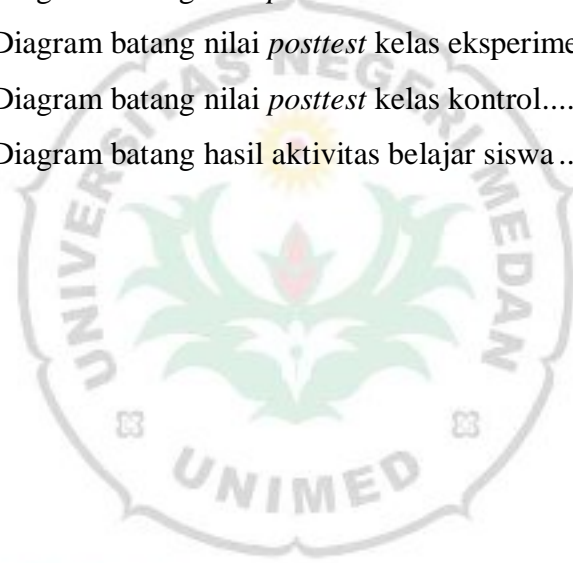 Diagram batang nilai posttest kelas eksperime
Diagram batang nilai posttest kelas kontrol....
Diagram batang hasil aktivitas belajar siswa ..
UNIVERSITAS NEGERI MEDAN
UNIMED